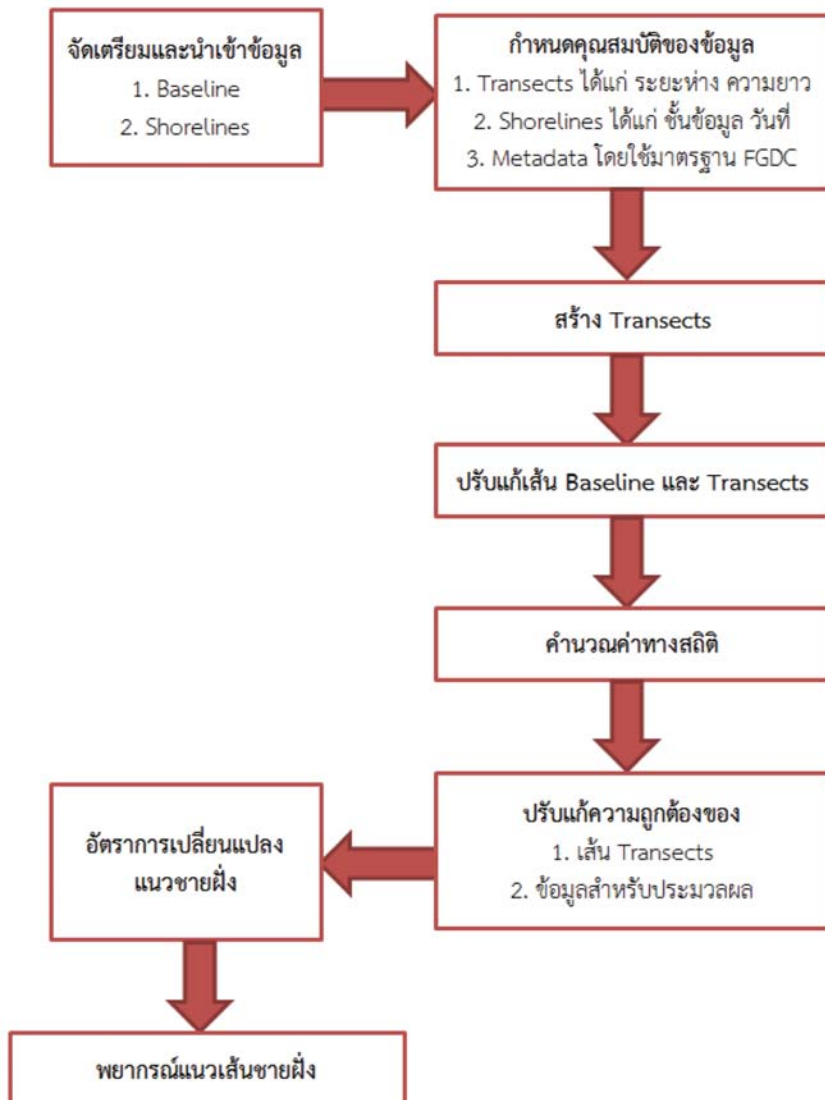 จัดเตรียมและนำเข้าข้อมูล
1. Baseline
2. Shorelines
กำหนดคุณสมบัติของข้อมูล
1. Transects ได้แก่ ระยะห่าง ความยาว
2. Shorelines ได้แก่ ชั้นข้อมูล วันที่
3. Metadata โดยใช้มาตรฐาน FGDC
สร้าง Transects
ปรับแก้เส้น Baseline และ Transects
คำนวณค่าทางสถิติ
ปรับแก้ความถูกต้องของ
1. เส้น Transects
2. ข้อมูลสำหรับประมวลผล
อัตราการเปลี่ยนแปลง
แนวชายฝั่ง
พยากรณ์แนวเส้นชายฝั่ง